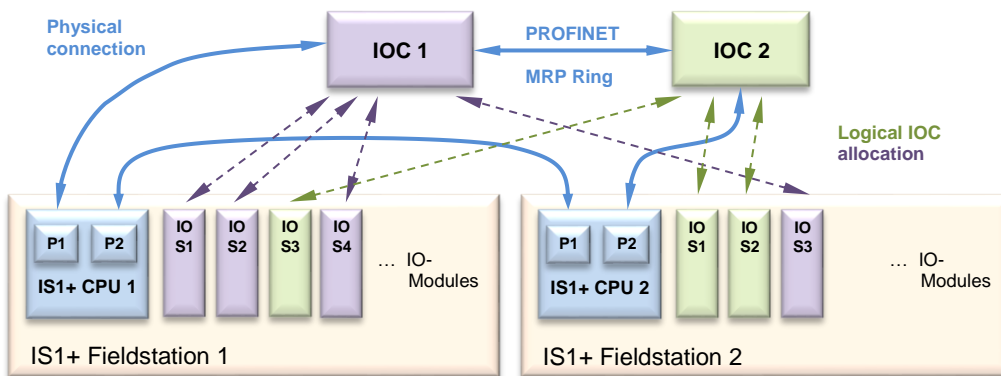 Physical
connection
IOC 1
PROFINET
MRP Ring
IOC 2
Logical IOC
allocation
P1
P2
IS1+ CPU 1
IO
S1
IO
S2
IO
S3
IO
S4
... IO-
Modules
IS1+ Fieldstation 1
P1
P2
IS1+ CPU 2
IO
S1
IO
S2
IO
S3
... IO-
Modules
IS1+ Fieldstation 2